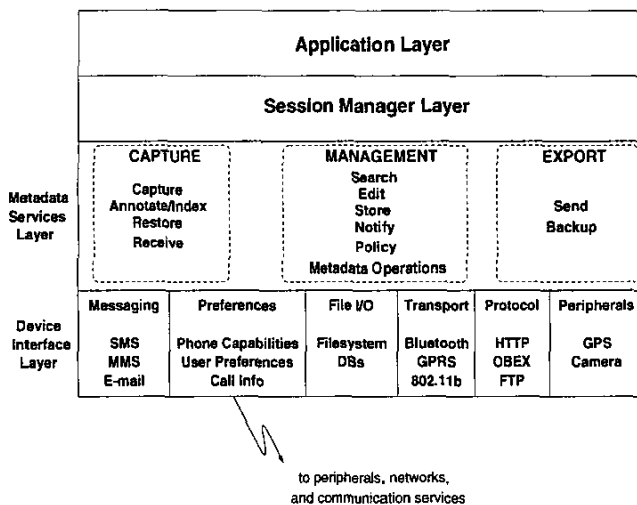 Application Layer
Session Manager Layer
Metadata
Services
Layer
CAPTURE
Capture
Annotate/Index
Restore
Receive
MANAGEMENT
Search
Edit
Store
Notify
Policy
Metadata Operations
EXPORT
Send
Backup
Device
Interface
Layer
Messaging
SMS
MMS
E-mail
Preferences
Phone Capabilities
User Preferences
Call Info
File I/O
Filesystem
DBs
Transport
Bluetooth
GPRS
802.11b
Protocol
HTTP
OBEX
FTP
Peripherals
GPS
Camera
to peripherals, networks,
and communication services